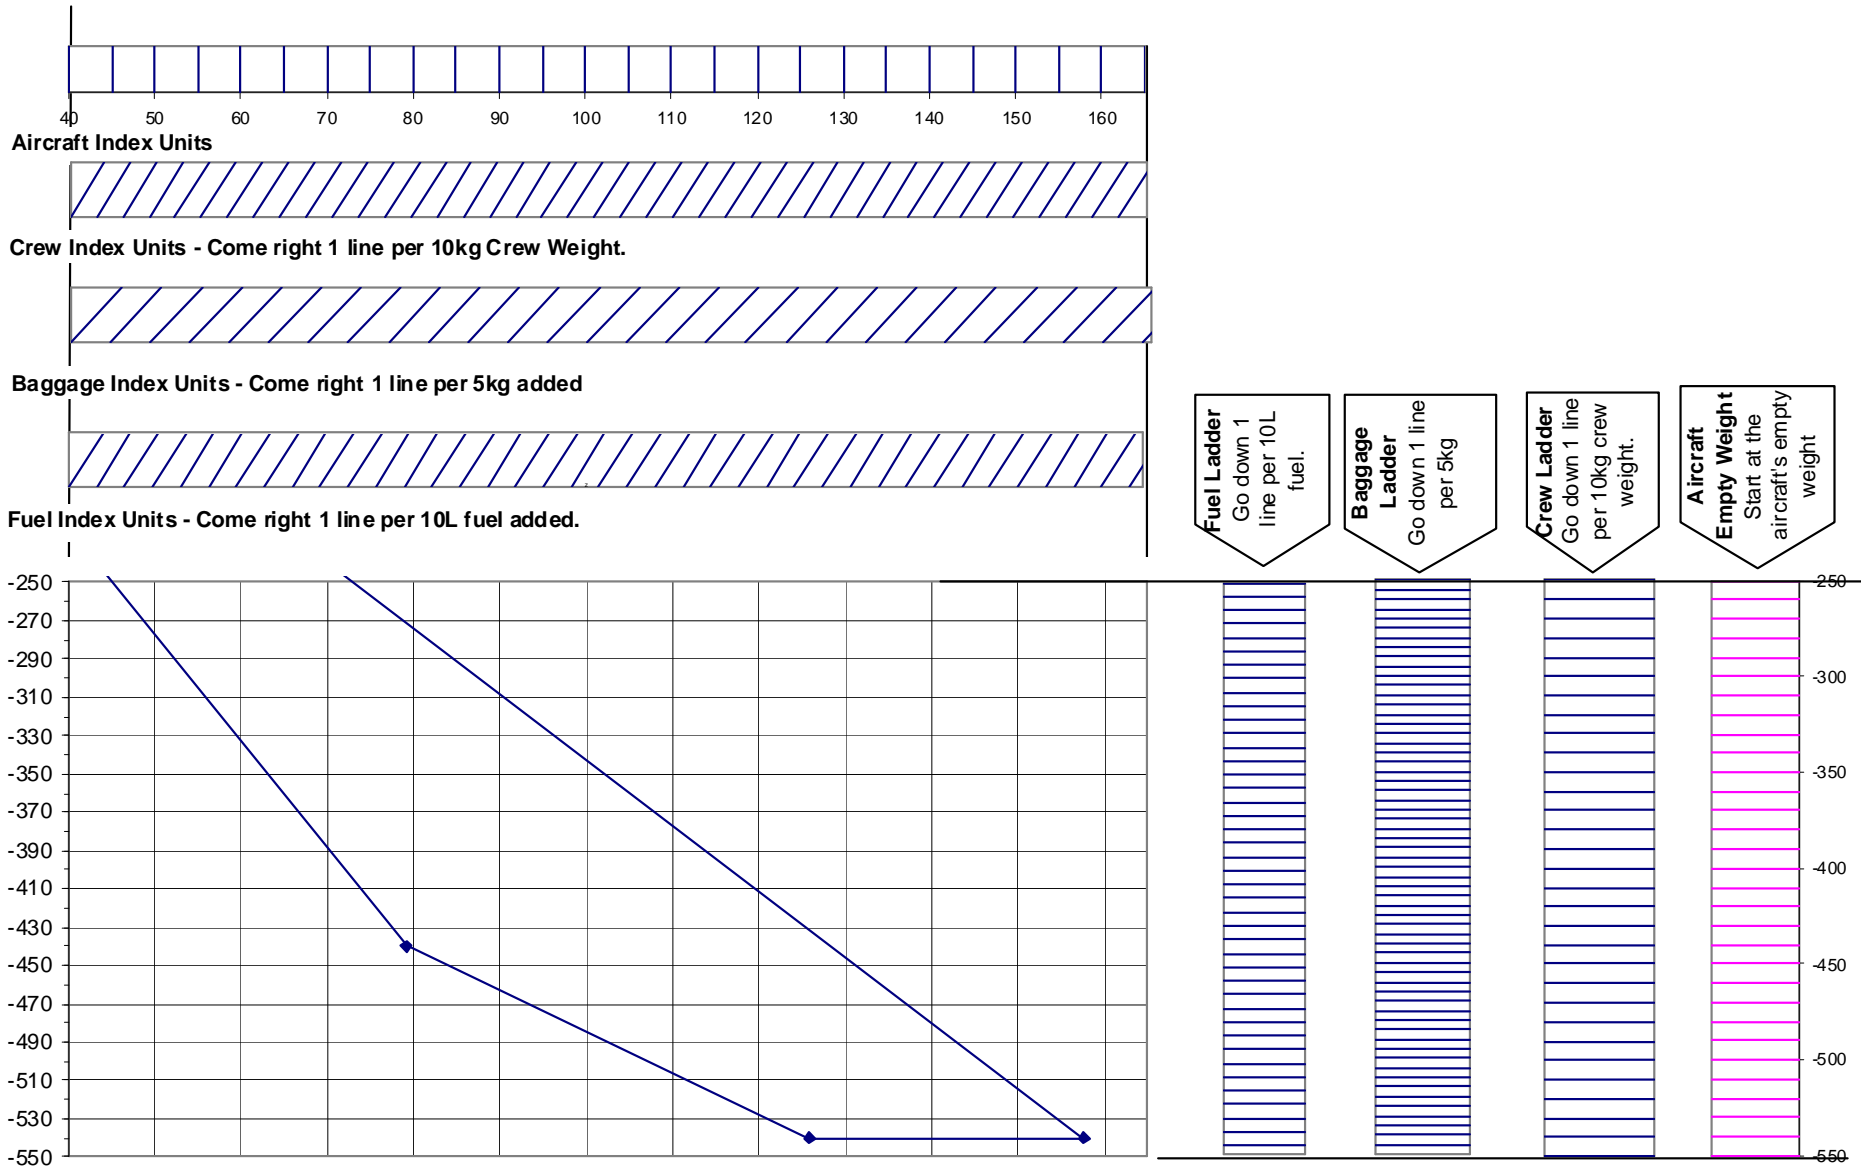 40 50 60 70 80 90 100 110 120 130 140 150 160
Aircraft Index Units
Crew Index Units - Come right 1 line per 10kg Crew Weight.
Baggage Index Units - Come right 1 line per 5kg added
Fuel Index Units - Come right 1 line per 10L fuel added.
Fuel Ladder
Go down 1
line per 10L
fuel.
Baggage
Ladder
Go down 1 line
per 5kg
Crew Ladder
Go down 1 line
per 10kg crew
weight.
Aircraft
Empty Weight
Start at the
aircraft's empty
weight
-250
-270
-290
-310
-330
-350
-370
-390
-410
-430
-450
-470
-490
-510
-530
-550
-250
-300
-350
-400
-450
-500
-550